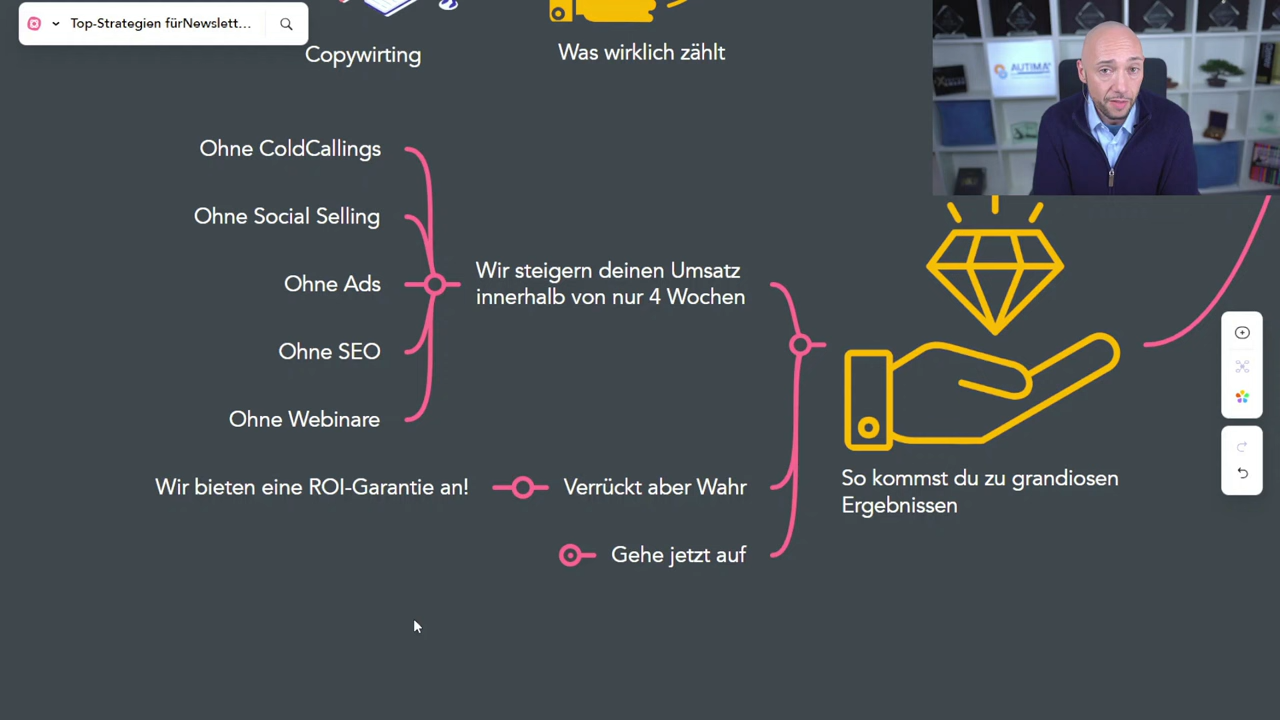 Top-Strategien fürNewslett...
Copywirting
Was wirklich zählt
AUTIMA
Ohne ColdCallings
Ohne Social Selling
Ohne Ads
Ohne SEO
Ohne Webinare
Wir steigern deinen Umsatz
innerhalb von nur 4 Wochen
Wir bieten eine ROI-Garantie an!
Verrückt aber Wahr
Gehe jetzt auf
So kommst du zu grandiosen
Ergebnissen